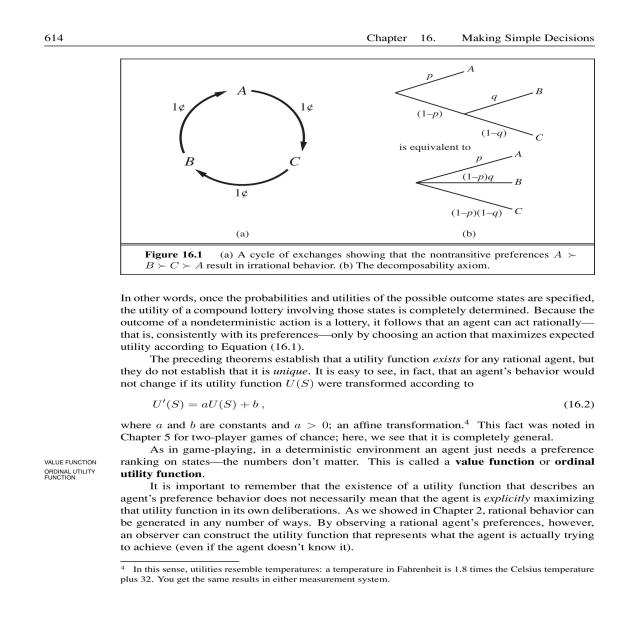 614 Chapter 16. Making Simple Decisions
A
1¢ 1¢
B C
1¢
(a)
p A
q B
(1–p)
(1–q) C
is equivalent to
p A
(1–p)q B
(1–p)(1–q) C
(b)
Figure 16.1 (a) A cycle of exchanges showing that the nontransitive preferences A ≻
B ≻ C ≻ A result in irrational behavior. (b) The decomposability axiom.
In other words, once the probabilities and utilities of the possible outcome states are specified,
the utility of a compound lottery involving those states is completely determined. Because the
outcome of a nondeterministic action is a lottery, it follows that an agent can act rationally—
that is, consistently with its preferences—only by choosing an action that maximizes expected
utility according to Equation (16.1).
The preceding theorems establish that a utility function exists for any rational agent, but
they do not establish that it is unique. It is easy to see, in fact, that an agent's behavior would
not change if its utility function U(S) were transformed according to
U′(S) = aU(S) + b , (16.2)
where a and b are constants and a > 0; an affine transformation.⁴ This fact was noted in
Chapter 5 for two-player games of chance; here, we see that it is completely general.
As in game-playing, in a deterministic environment an agent just needs a preference
VALUE FUNCTION ranking on states—the numbers don't matter. This is called a value function or ordinal
ORDINAL UTILITY
FUNCTION utility function.
It is important to remember that the existence of a utility function that describes an
agent's preference behavior does not necessarily mean that the agent is explicitly maximizing
that utility function in its own deliberations. As we showed in Chapter 2, rational behavior can
be generated in any number of ways. By observing a rational agent's preferences, however,
an observer can construct the utility function that represents what the agent is actually trying
to achieve (even if the agent doesn't know it).
⁴ In this sense, utilities resemble temperatures: a temperature in Fahrenheit is 1.8 times the Celsius temperature
plus 32. You get the same results in either measurement system.